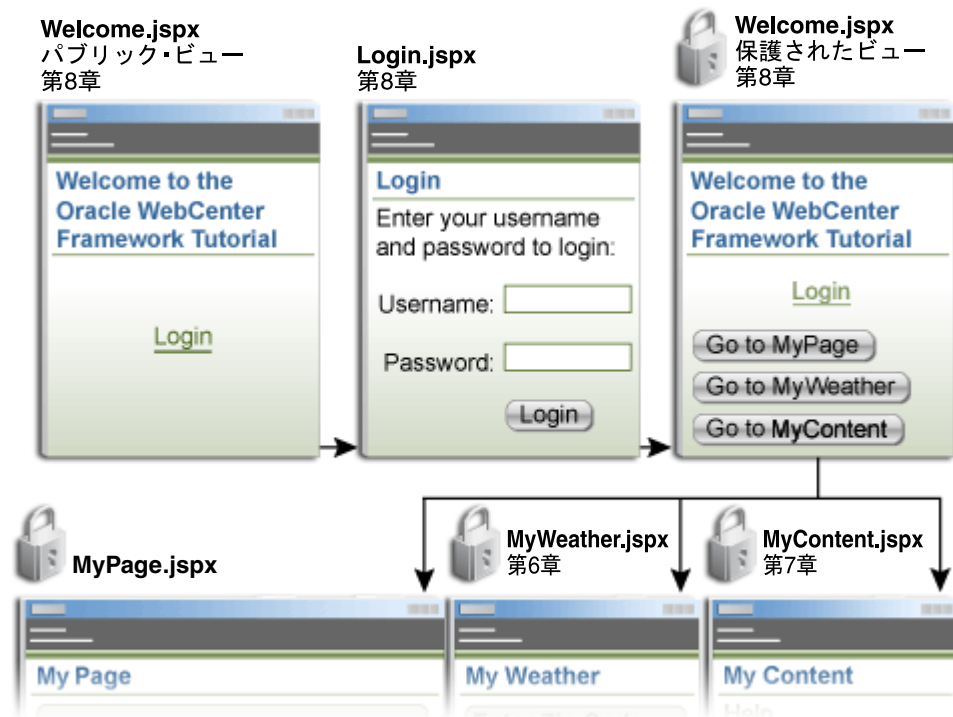 Welcome.jspx
パブリック・ビュー
第8章
Welcome to the
Oracle WebCenter
Framework Tutorial
Login
Login.jspx
第8章
Login
Enter your username
and password to login:
Username:
Password:
Login
Welcome.jspx
保護されたビュー
第8章
Welcome to the
Oracle WebCenter
Framework Tutorial
Login
Go to MyPage
Go to MyWeather
Go to MyContent
MyPage.jspx
My Page
MyWeather.jspx
第6章
My Weather
MyContent.jspx
第7章
My Content
Help